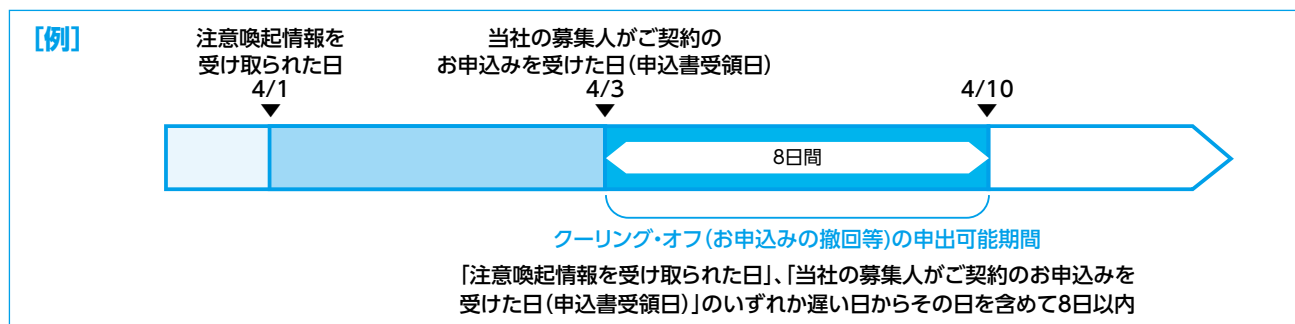 ［例］
注意喚起情報を
受け取られた日
4/1
当社の募集人がご契約の
お申込みを受けた日（申込書受領日）
4/3
4/10
8日間
クーリング・オフ（お申込みの撤回等)の申出可能期間
「注意喚起情報を受け取られた日」、「当社の募集人がご契約のお申込みを
受けた日（申込書受領日）」のいずれか遅い日からその日を含めて8日以内